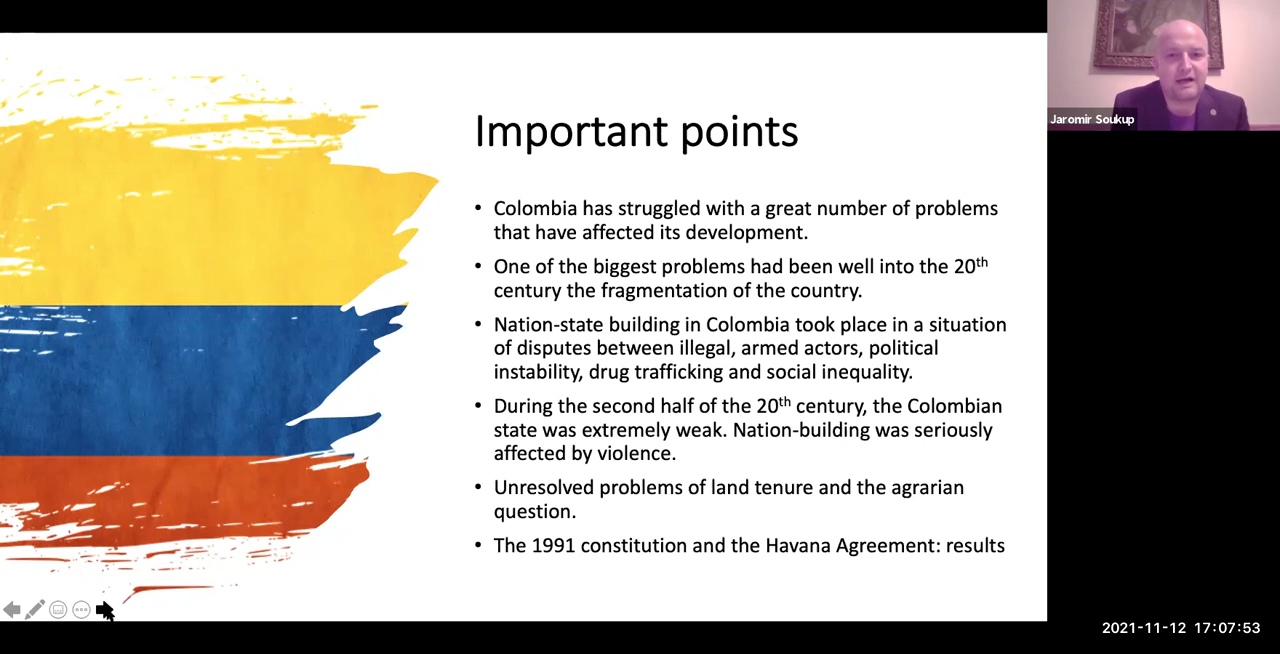 Important points
• Colombia has struggled with a great number of problems
that have affected its development.
• One of the biggest problems had been well into the 20th
century the fragmentation of the country.
• Nation-state building in Colombia took place in a situation
of disputes between illegal, armed actors, political
instability, drug trafficking and social inequality.
• During the second half of the 20th century, the Colombian
state was extremely weak. Nation-building was seriously
affected by violence.
• Unresolved problems of land tenure and the agrarian
question.
• The 1991 constitution and the Havana Agreement: results
Jaromir Soukup
2021-11-12 17:07:53